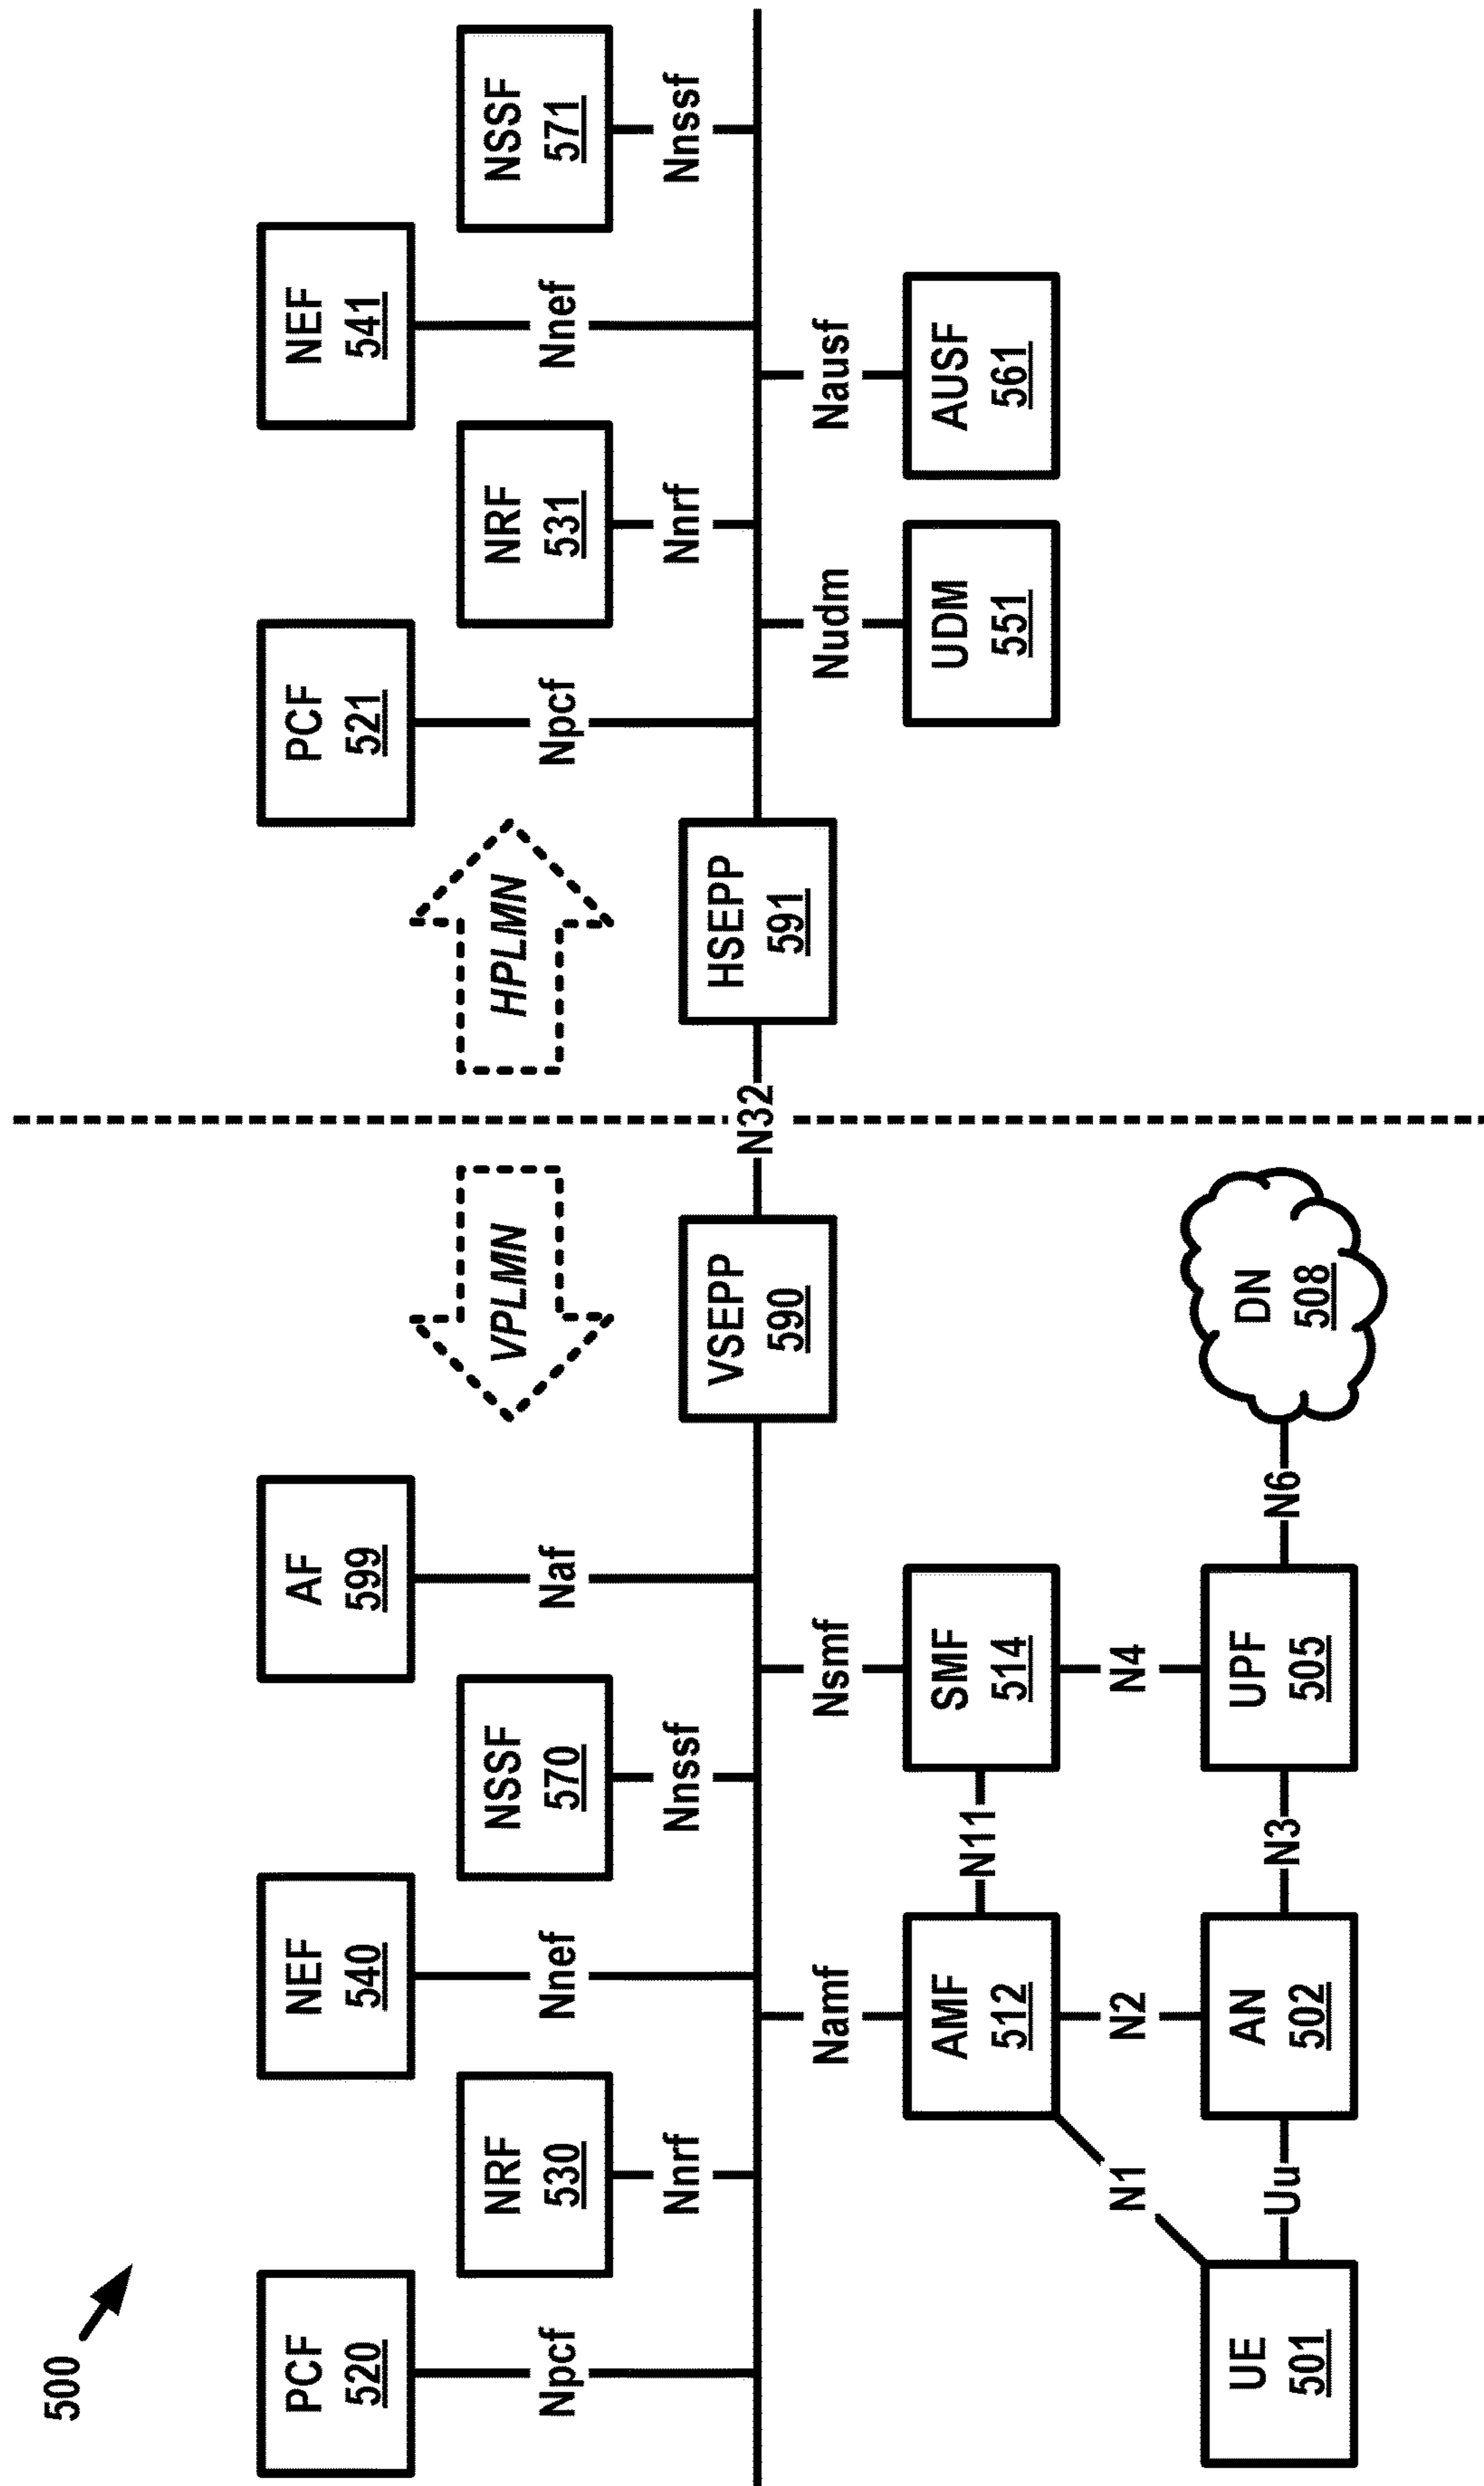 500
PCF
520
NEF
540
AF
599
PCF
521
NEF
541
NRF
530
NSSF
570
VPLMN
HPLMN
NRF
531
NSSF
571
Npcf
Nnrf
Nnef
Nnssf
Naf
Npcf
Nnrf
Nnef
Nnssf
VSEPP
590
N32
HSEPP
591
Namf
Nsmf
Nudm
Nausf
AMF
512
N11
SMF
514
UDM
551
AUSF
561
N1
N2
N4
UE
501
Uu
AN
502
N3
UPF
505
N6
DN
508